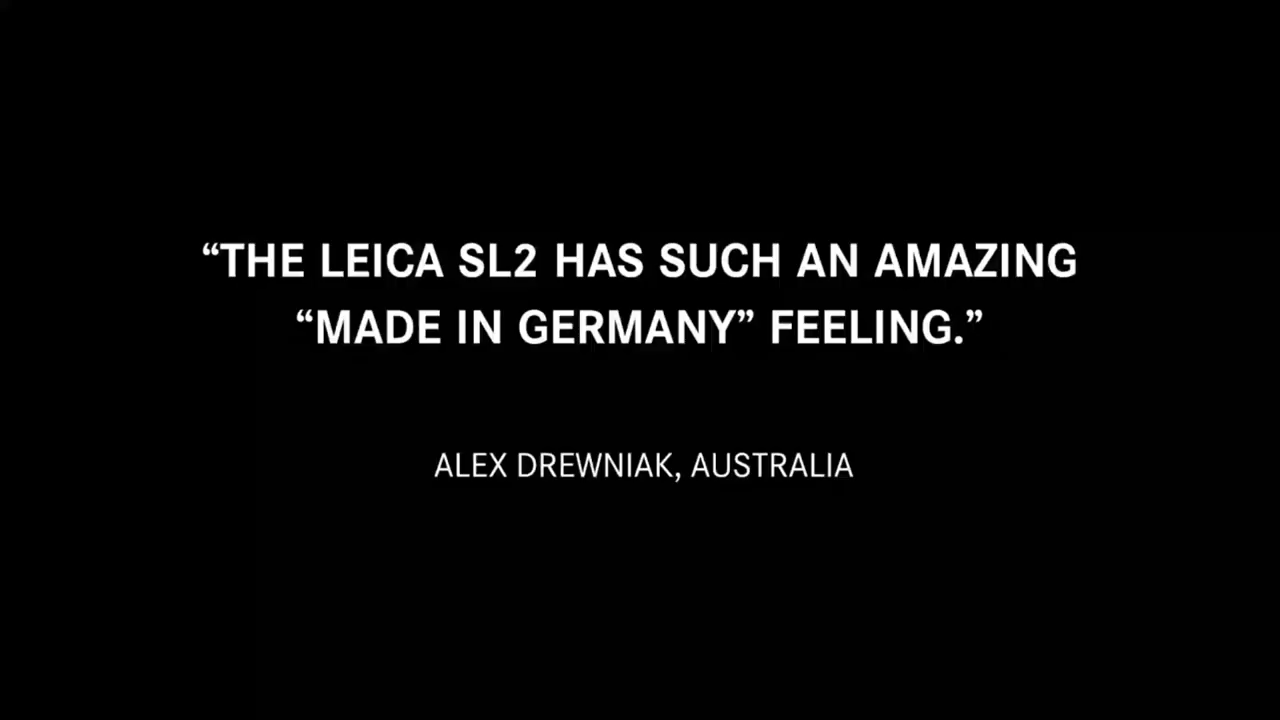 “THE LEICA SL2 HAS SUCH AN AMAZING
“MADE IN GERMANY” FEELING.”
ALEX DREWNIAK, AUSTRALIA